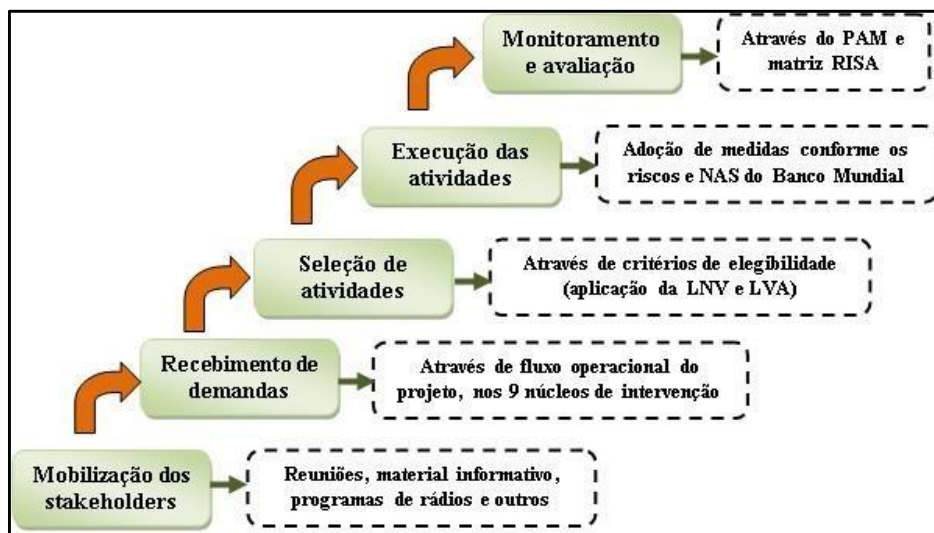 Monitoramento
e avaliação
Através do PAM e
matriz RISA
Execução das
atividades
Adoção de medidas conforme os
riscos e NAS do Banco Mundial
Seleção de
atividades
Através de critérios de elegibilidade
(aplicação da LNV e LVA)
Recebimento de
demandas
Através de fluxo operacional do
projeto, nos 9 núcleos de intervenção
Mobilização dos
stakeholders
Reuniões, material informativo,
programas de rádios e outros